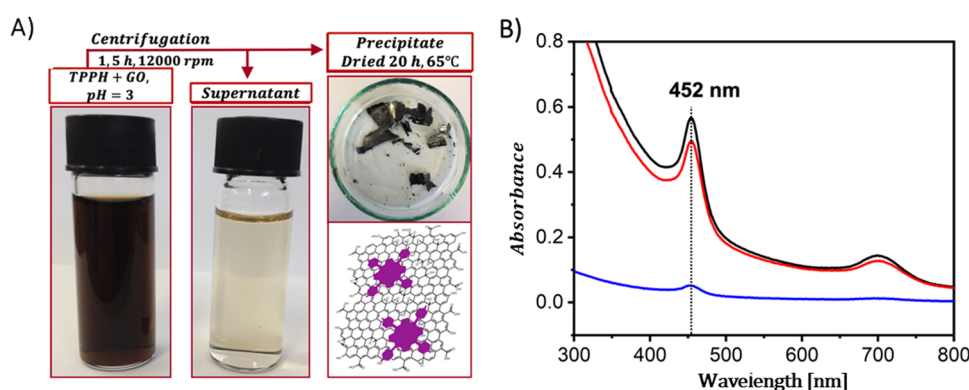 A)
Centrifugation
1,5 h, 12000 rpm
Precipitate
Dried 20 h, 65℃
TPPH + GO,
pH = 3
Supernatant
B)
0.8
0.6
0.4
0.2
0.0
Absorbance
452 nm
300 400 500 600 700 800
Waveiength [nm]